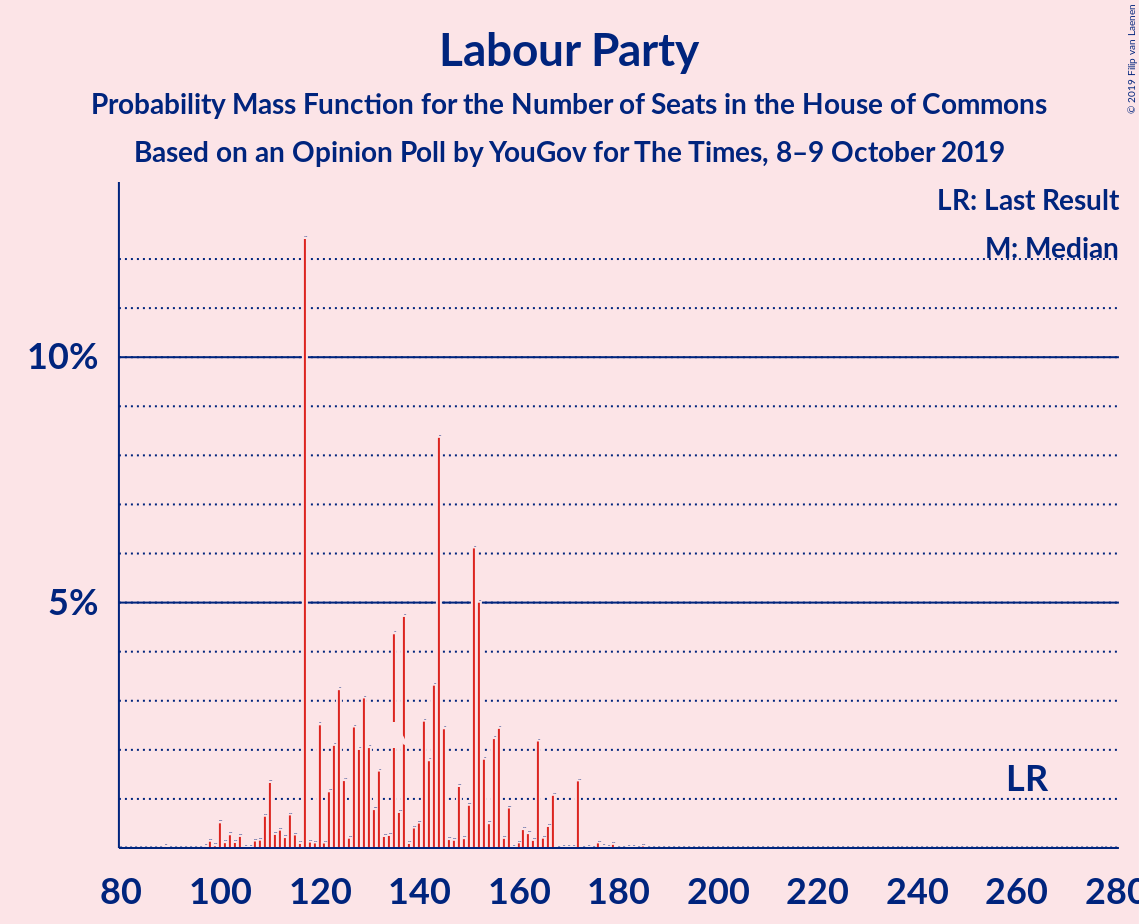 Labour Party
Probability Mass Function for the Number of Seats in the House of Commons
Based on an Opinion Poll by YouGov for The Times, 8–9 October 2019
© 2019 Filip van Laenen
LR: Last Result
M: Median
10%
5%
LR
80 100 120 140 160 180 200 220 240 260 280